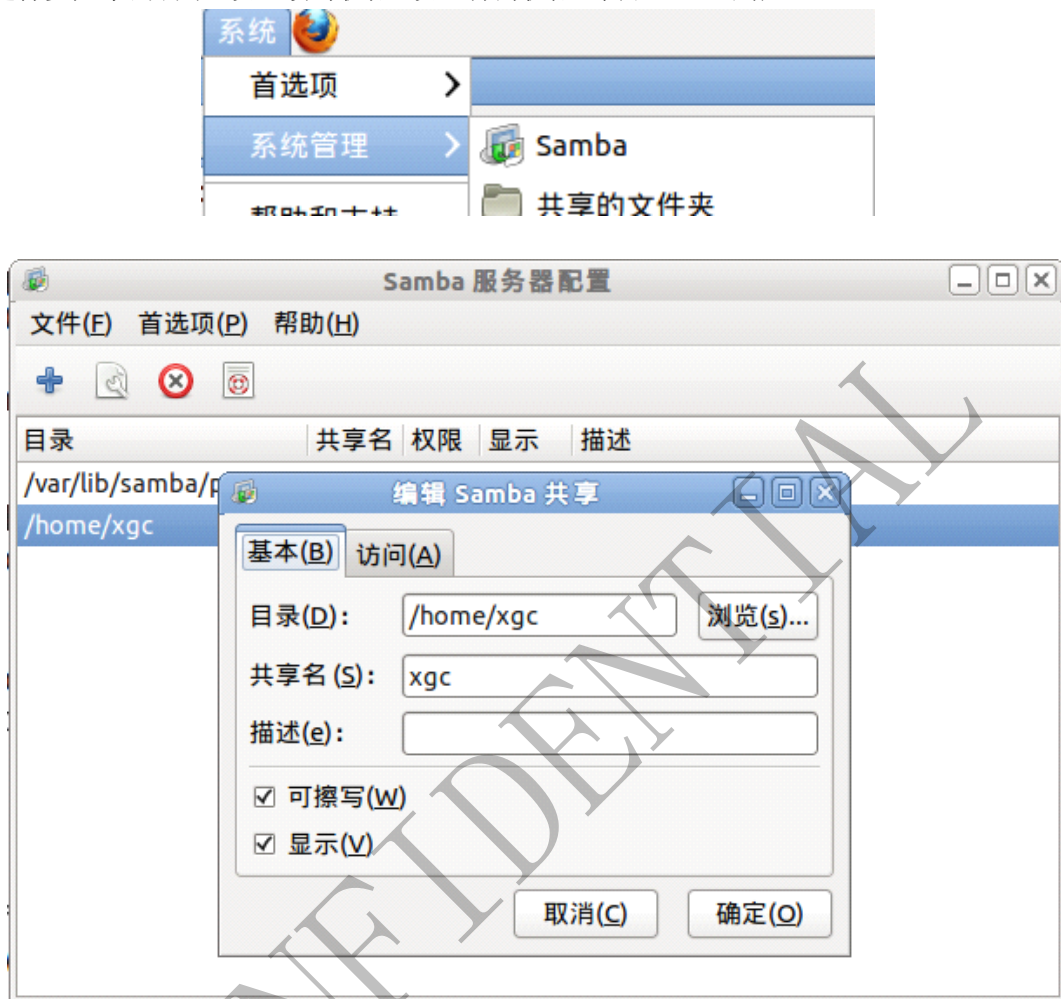 系统
首选项
系统管理
Samba
共享的文件夹
Samba 服务器配置
文件(F) 首选项(P) 帮助(H)
目录 共享名 权限 显示 描述
/var/lib/samba/p
/home/xgc
编辑 Samba 共享
基本(B) 访问(A)
目录(D): /home/xgc 浏览(s)...
共享名 (S): xgc
描述(e):
可擦写(W)
显示(V)
取消(C) 确定(O)
NFIDENTIAL